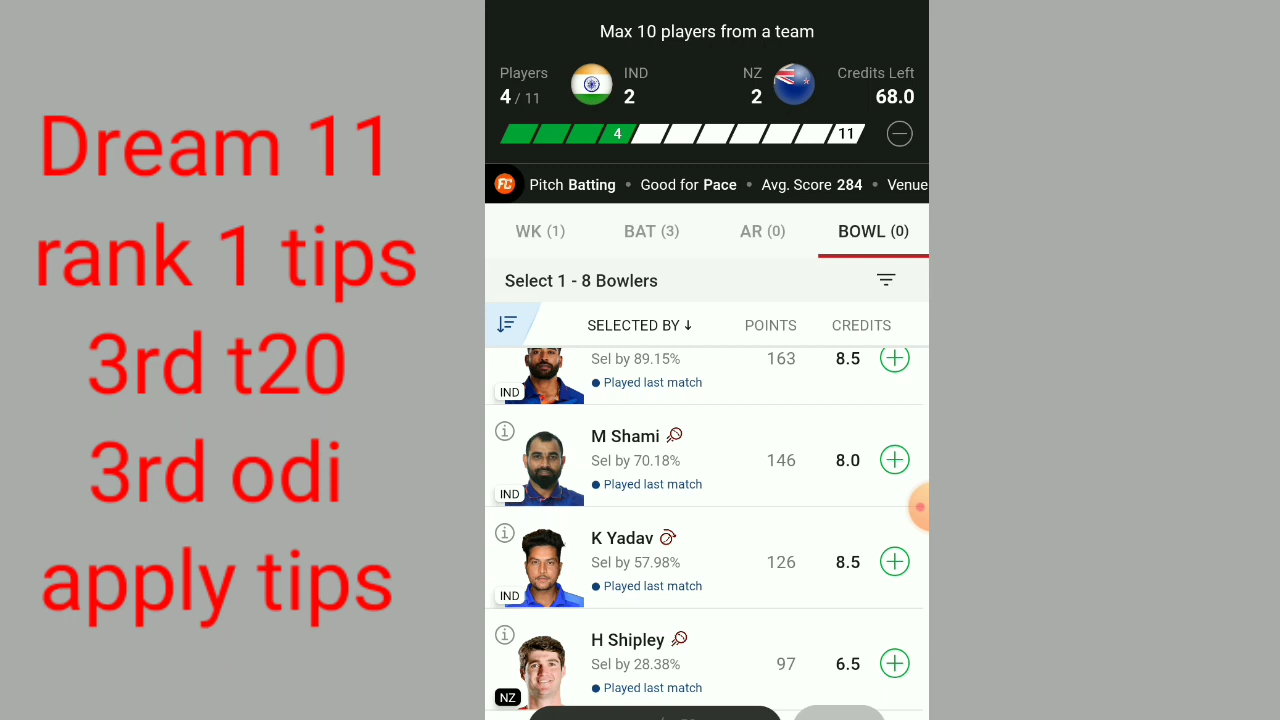 Dream 11
rank 1 tips
3rd t20
3rd odi
apply tips
Max 10 players from a team
Players
4 / 11
IND
2
NZ
2
Credits Left
68.0
4
11
FC Pitch Batting • Good for Pace • Avg. Score 284 • Venue
WK (1) BAT (3) AR (0) BOWL (0)
Select 1 - 8 Bowlers
SELECTED BY ↓ POINTS CREDITS
Sel by 89.15% 163 8.5
Played last match
IND
M Shami
Sel by 70.18% 146 8.0
Played last match
IND
K Yadav
Sel by 57.98% 126 8.5
Played last match
IND
H Shipley
Sel by 28.38% 97 6.5
Played last match
NZ